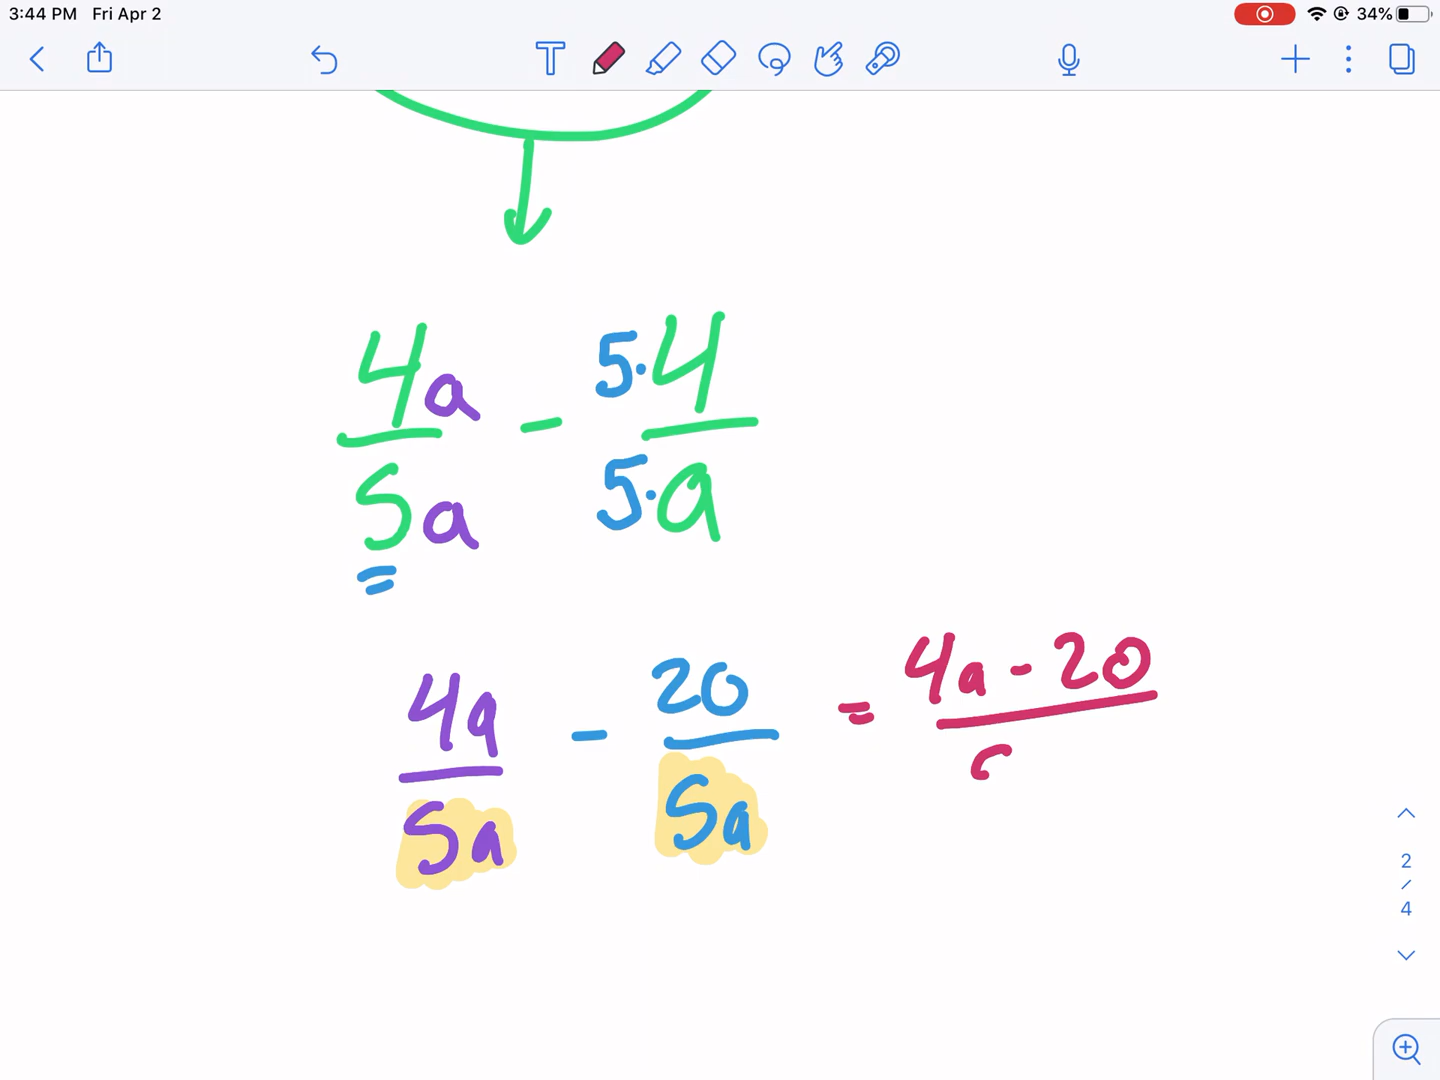 3:44 PM Fri Apr 2 34%
4a/5a - 5·4/5·a
4a/5a - 20/5a = 4a - 20/
2
/
4